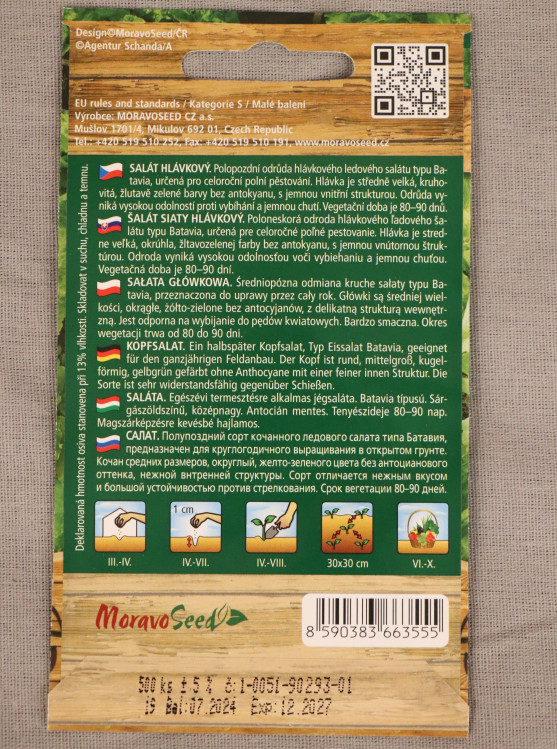 Design©MoravoSeed/ČR
©Agentur Schanda/A
EU rules and standards / Kategorie S / Malé balení
Výrobce: MORAVOSEED CZ a.s.
Mušlov 1701/4, Mikulov 692 01, Czech Republic
Tel.: +420 519 510 252, Fax: +420 519 510 191, www.moravoseed.cz
Deklarovaná hmotnost osiva stanovena při 13% vlhkosti. Skladovat v suchu, chladnu a temnu.
SALÁT HLÁVKOVÝ. Polopozdní odrůda hlávkového ledového salátu typu Ba-
tavia, určená pro celoroční polní pěstování. Hlávka je středně velká, kruho-
vitá, žlutavě zelené barvy bez antokyanu, s jemnou vnitřní strukturou. Odrůda vy-
niká vysokou odolností proti vybíhání a jemnou chutí. Vegetační doba je 80–90 dnů.
ŠALÁT SIATY HLÁVKOVÝ. Poloneskorá odroda hlávkového ľadového ša-
látu typu Batavia, určená pre celoročné poľné pestovanie. Hlávka je stred-
ne veľká, okrúhla, žltavozelenej farby bez antokyanu, s jemnou vnútornou štruk-
túrou. Odroda vyniká vysokou odolnosťou voči vybiehaniu a jemnou chuťou.
Vegetačná doba je 80–90 dní.
SAŁATA GŁÓWKOWA. Średniopózna odmiana kruche sałaty typu Ba-
tavia, przeznaczona do uprawy przez cały rok. Główki są średniej wiel-
kości, okrągłe, żółto-zielone bez antocyjanów, z delikatną strukturą wewnętrz-
ną. Jest odporna na wybijanie do pędów kwiatowych. Bardzo smaczna. Okres
wegetacji trwa od 80 do 90 dni.
KOPFSALAT. Ein halbspäter Kopfsalat, Typ Eissalat Batavia, geeignet
für den ganzjährigen Feldanbau. Der Kopf ist rund, mittelgroß, kugel-
förmig, gelbgrün gefärbt ohne Anthocyane mit einer feiner innen Struktur. Die
Sorte ist sehr widerstandsfähig gegenüber Schießen.
SALÁTA. Egészévi termesztésre alkalmas jégsaláta. Batavia típusú. Sár-
gászöldszínű, középnagy. Antocián mentes. Tenyészideje 80–90 nap.
Magszárképzésre kevésbé hajlamos.
САЛАТ. Полупоздний сорт кочанного ледового салата типа Батавия,
предназначен для круглогодичного выращивания в открытом грунте.
Кочан средних размеров, округлый, желто-зеленого цвета без антоцианового
оттенка, нежной внтренней структуры. Сорт отличается нежным вкусом
и большой устойчивостью против стрелкования. Срок вегетации 80–90 дней.
1 cm
III.-IV. IV.-VII. IV.-VIII. 30x30 cm VI.-X.
MoravoSeed
8 590383 663555
500 ks ± 5 % č:1-0051-90293-01
19 Bal:07.2024 Exp:12.2027